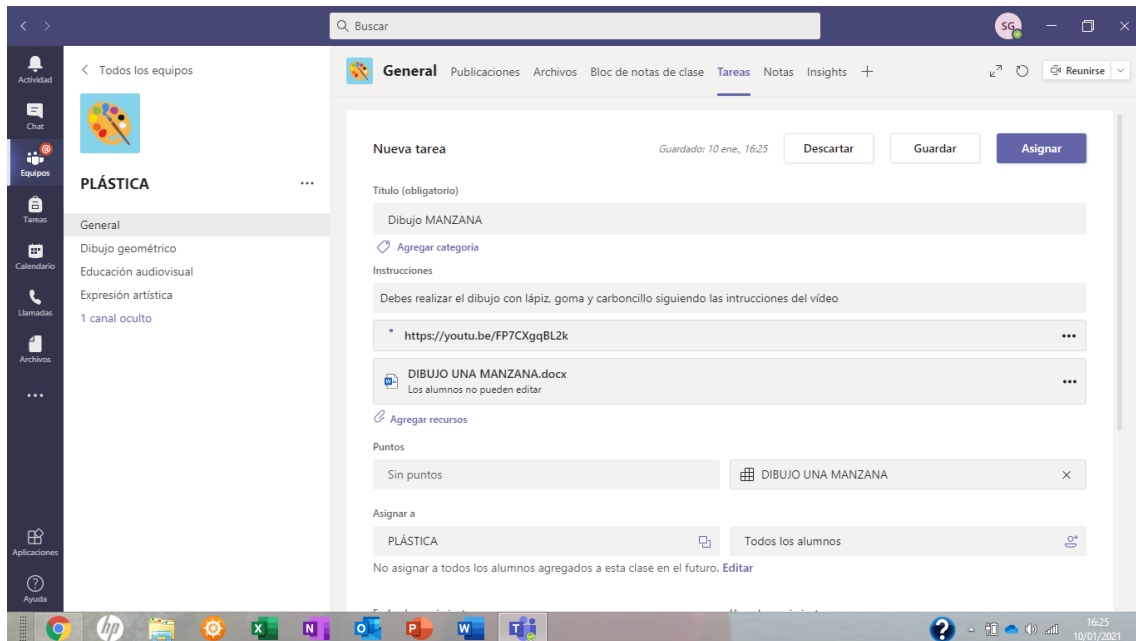 Buscar
SG
Actividad
Chat
Equipos
Tareas
Calendario
Llamadas
Archivos
Aplicaciones
Ayuda
Todos los equipos
PLÁSTICA
General
Dibujo geométrico
Educación audiovisual
Expresión artística
1 canal oculto
General Publicaciones Archivos Bloc de notas de clase Tareas Notas Insights
Reunirse
Nueva tarea Guardado: 10 ene., 16:25 Descartar Guardar Asignar
Título (obligatorio)
Dibujo MANZANA
Agregar categoría
Instrucciones
Debes realizar el dibujo con lápiz, goma y carboncillo siguiendo las intrucciones del vídeo
https://youtu.be/FP7CXgqBL2k
DIBUJO UNA MANZANA.docx
Los alumnos no pueden editar
Agregar recursos
Puntos
Sin puntos DIBUJO UNA MANZANA
Asignar a
PLÁSTICA Todos los alumnos
No asignar a todos los alumnos agregados a esta clase en el futuro. Editar
16:25
10/01/2021